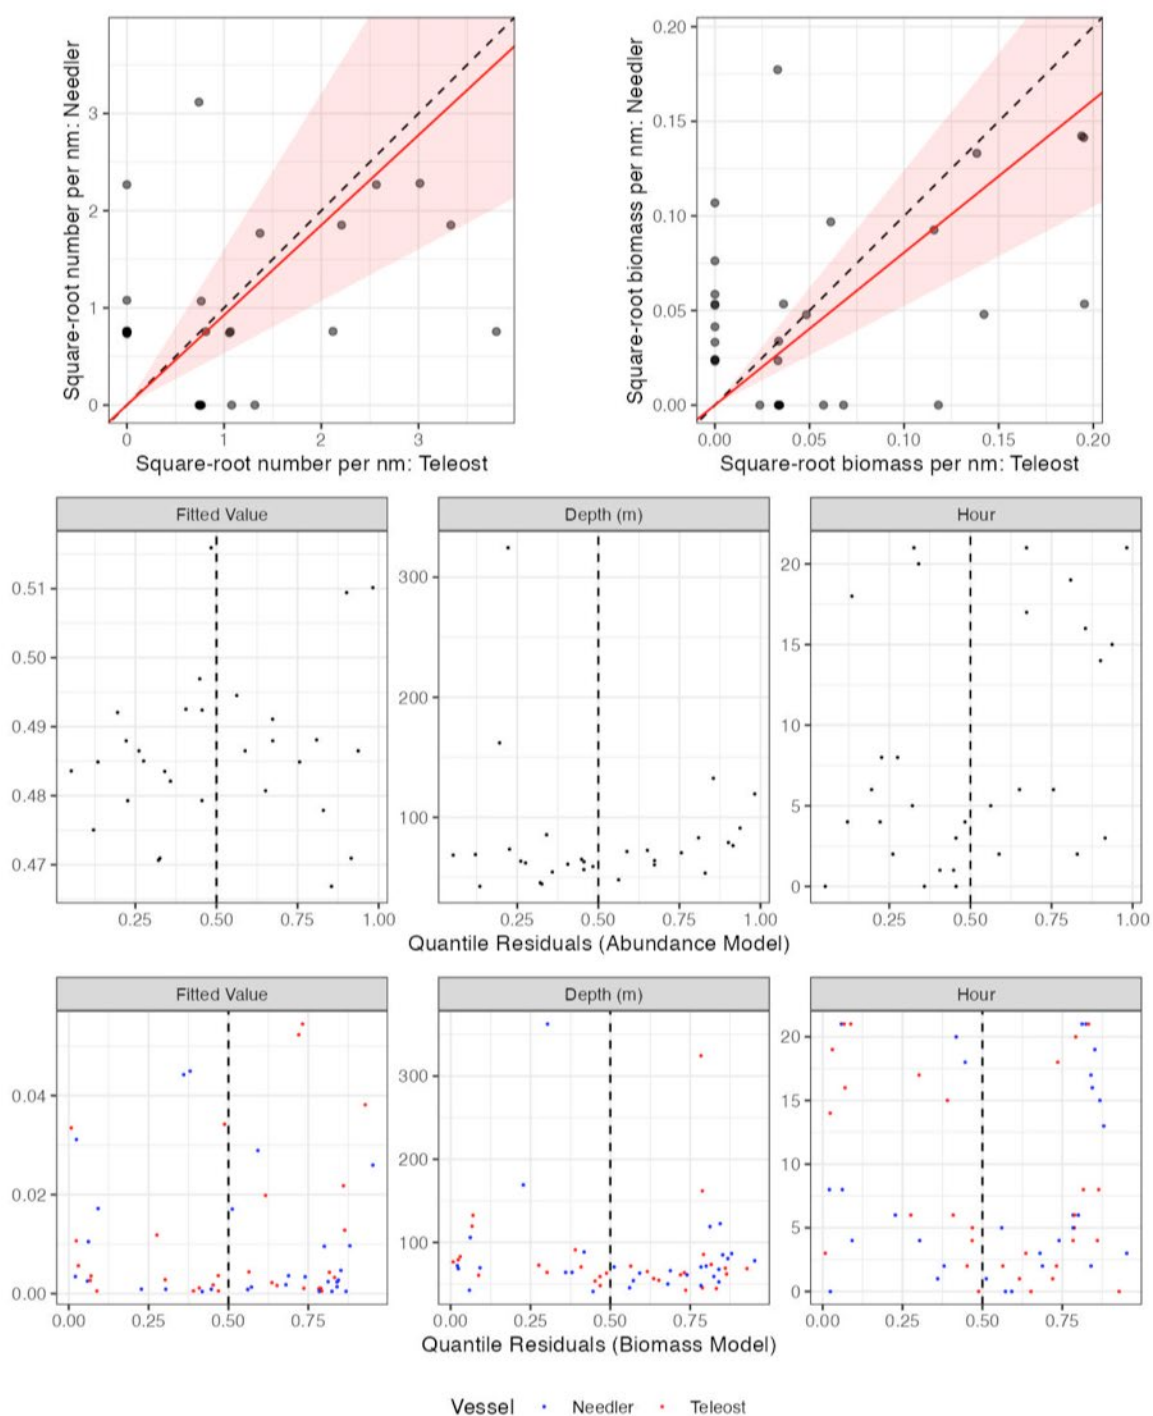 Square-root number per nm: Needler
3
2
1
0
0 1 2 3
Square-root number per nm: Teleost
Square-root biomass per nm: Needler
0.20
0.15
0.10
0.05
0.00
0.00 0.05 0.10 0.15 0.20
Square-root biomass per nm: Teleost
Fitted Value
0.51
0.50
0.49
0.48
0.47
0.25 0.50 0.75 1.00
Depth (m)
300
200
100
0.25 0.50 0.75 1.00
Hour
20
15
10
5
0
0.25 0.50 0.75 1.00
Quantile Residuals (Abundance Model)
Fitted Value
0.04
0.02
0.00
0.00 0.25 0.50 0.75
Depth (m)
300
200
100
0.00 0.25 0.50 0.75
Hour
20
15
10
5
0
0.00 0.25 0.50 0.75
Quantile Residuals (Biomass Model)
Vessel Needler Teleost